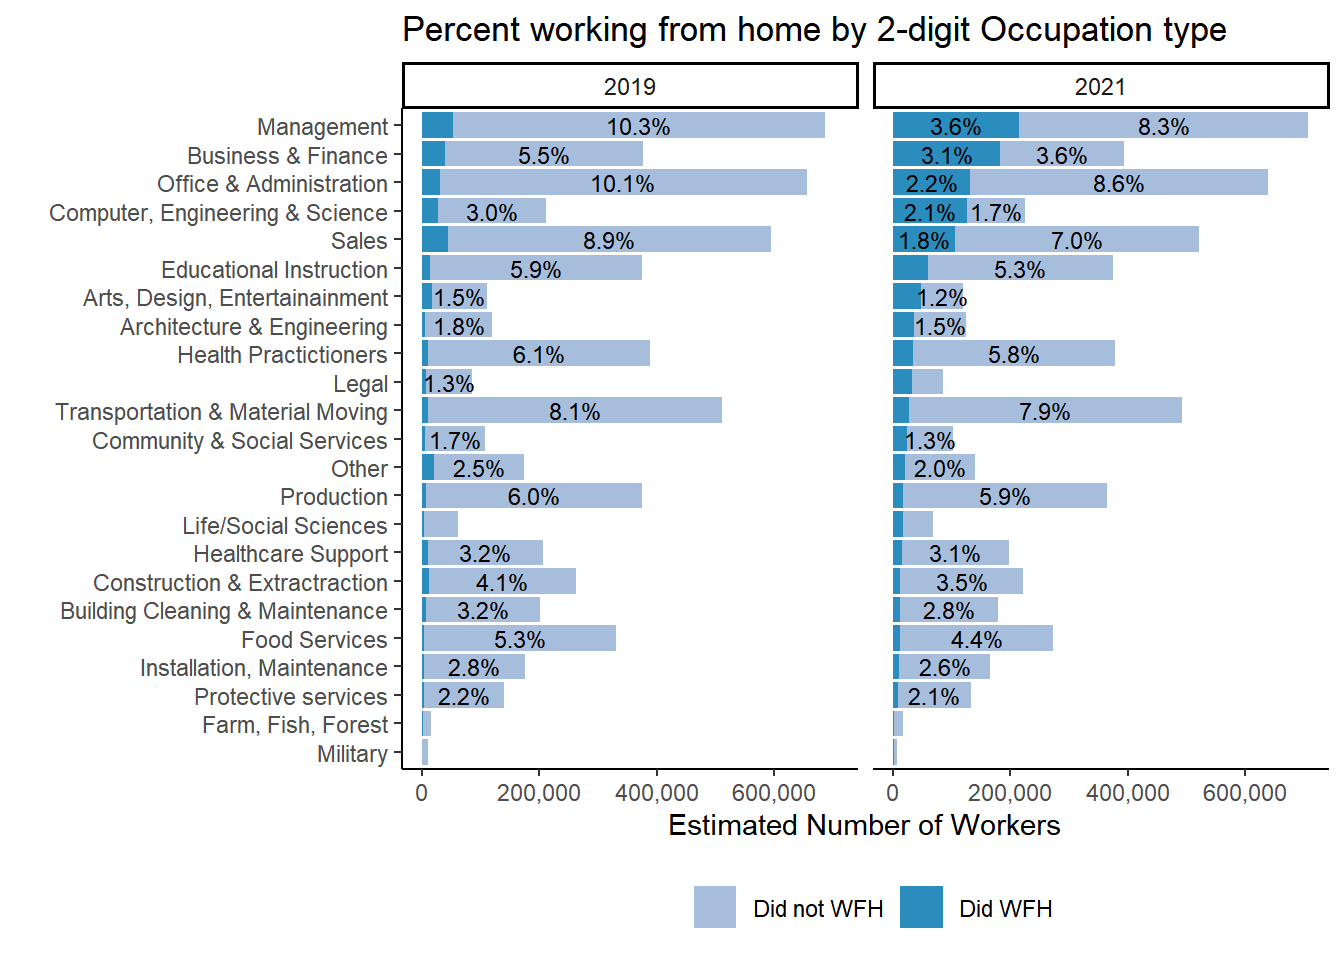 Percent working from home by 2-digit Occupation type
2019
2021
Management 10.3% 3.6% 8.3%
Business & Finance 5.5% 3.1% 3.6%
Office & Administration 10.1% 2.2% 8.6%
Computer, Engineering & Science 3.0% 2.1% 1.7%
Sales 8.9% 1.8% 7.0%
Educational Instruction 5.9% 5.3%
Arts, Design, Entertainainment 1.5% 1.2%
Architecture & Engineering 1.8% 1.5%
Health Practictioners 6.1% 5.8%
Legal 1.3%
Transportation & Material Moving 8.1% 7.9%
Community & Social Services 1.7% 1.3%
Other 2.5% 2.0%
Production 6.0% 5.9%
Life/Social Sciences
Healthcare Support 3.2% 3.1%
Construction & Extractraction 4.1% 3.5%
Building Cleaning & Maintenance 3.2% 2.8%
Food Services 5.3% 4.4%
Installation, Maintenance 2.8% 2.6%
Protective services 2.2% 2.1%
Farm, Fish, Forest
Military
0 200,000 400,000 600,000 0 200,000 400,000 600,000
Estimated Number of Workers
Did not WFH Did WFH